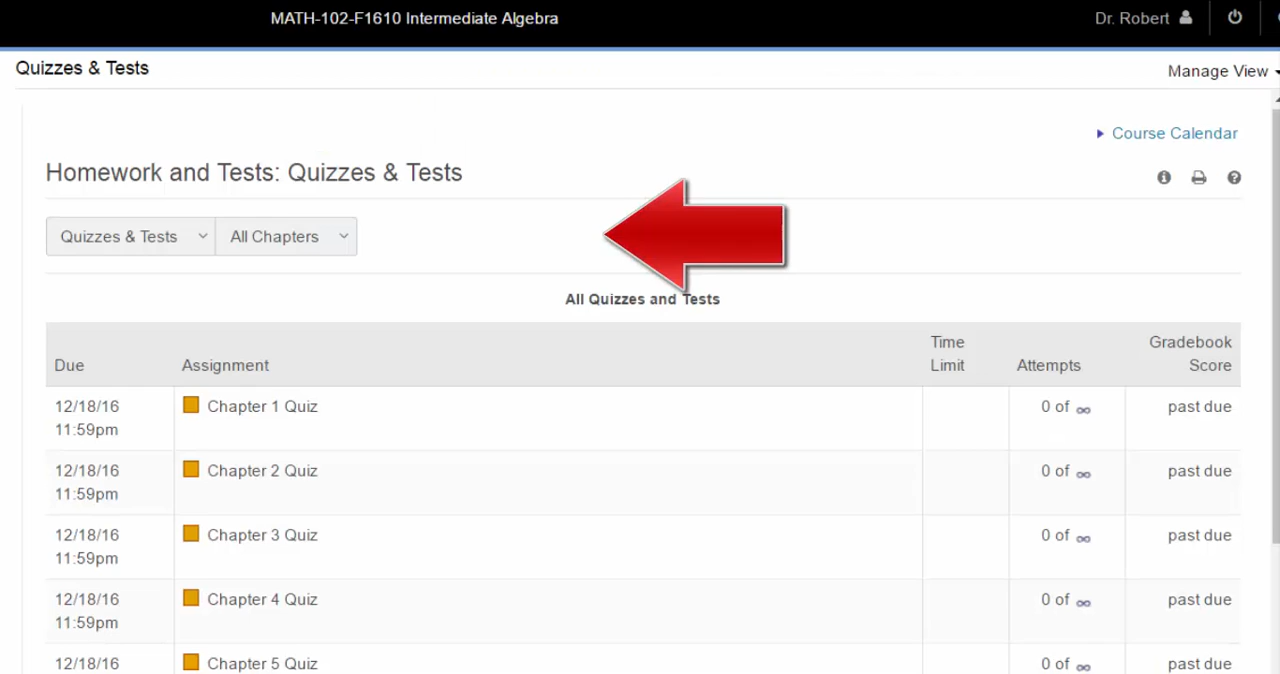 MATH-102-F1610 Intermediate Algebra
Dr. Robert
Quizzes & Tests
Manage View
Course Calendar
Homework and Tests: Quizzes & Tests
Quizzes & Tests
All Chapters
All Quizzes and Tests
Due Assignment Time Limit Attempts Gradebook Score
12/18/16 11:59pm Chapter 1 Quiz 0 of ∞ past due
12/18/16 11:59pm Chapter 2 Quiz 0 of ∞ past due
12/18/16 11:59pm Chapter 3 Quiz 0 of ∞ past due
12/18/16 11:59pm Chapter 4 Quiz 0 of ∞ past due
12/18/16 Chapter 5 Quiz 0 of ∞ past due